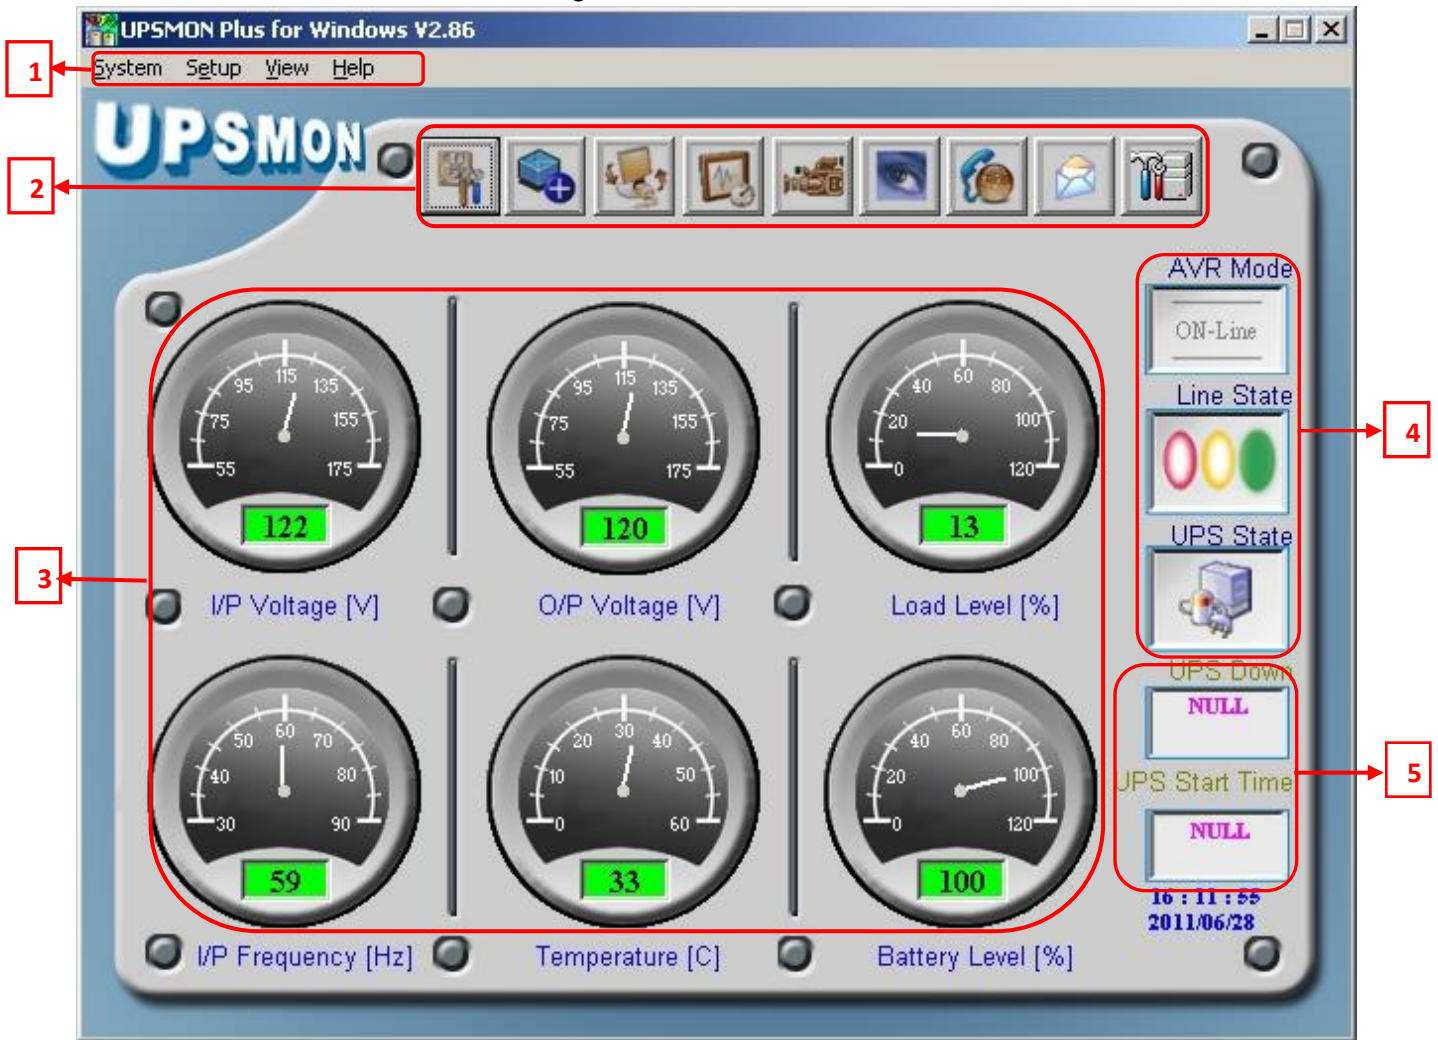 UPSMON Plus for Windows V2.86
System Setup View Help
1
UPSMON
2
AVR Mode
ON-Line
Line State
4
UPS State
95 115 135
75 155
55 175
122
I/P Voltage [V]
95 115 135
75 155
55 175
120
O/P Voltage [V]
40 60 80
20 100
0 120
13
Load Level [%]
3
50 60 70
40 80
30 90
59
I/P Frequency [Hz]
20 30 40
10 50
0 60
33
Temperature [C]
40 60 80
20 100
0 120
100
Battery Level [%]
UPS Down
NULL
5
UPS Start Time
NULL
16 : 11 : 55
2011/06/28